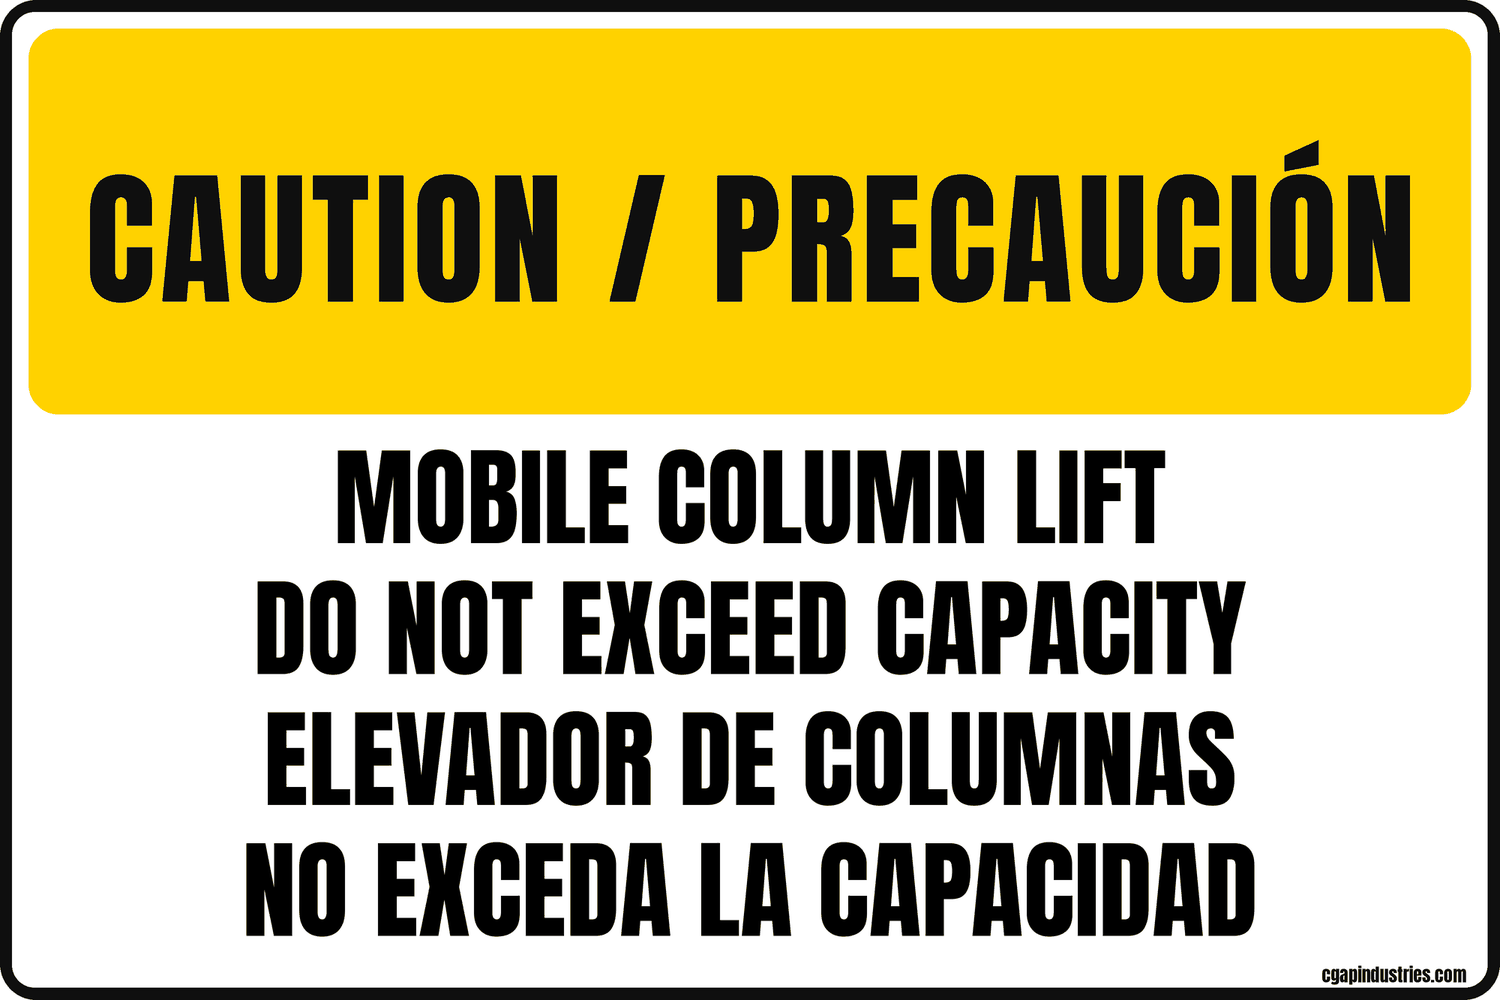 CAUTION / PRECAUCIÓN
MOBILE COLUMN LIFT
DO NOT EXCEED CAPACITY
ELEVADOR DE COLUMNAS
NO EXCEDA LA CAPACIDAD
cgapindustries.com